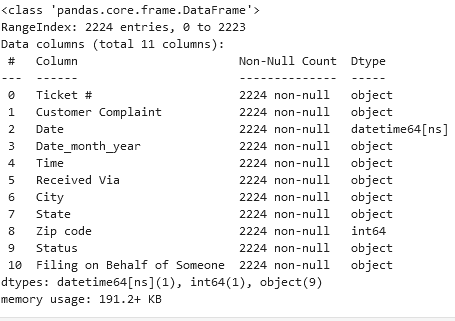 <class 'pandas.core.frame.DataFrame'>
RangeIndex: 2224 entries, 0 to 2223
Data columns (total 11 columns):
 #   Column                        Non-Null Count  Dtype
---  ------                        --------------  -----
 0   Ticket #                      2224 non-null   object
 1   Customer Complaint            2224 non-null   object
 2   Date                          2224 non-null   datetime64[ns]
 3   Date_month_year               2224 non-null   object
 4   Time                          2224 non-null   object
 5   Received Via                  2224 non-null   object
 6   City                          2224 non-null   object
 7   State                         2224 non-null   object
 8   Zip code                      2224 non-null   int64
 9   Status                        2224 non-null   object
 10  Filing on Behalf of Someone   2224 non-null   object
dtypes: datetime64[ns](1), int64(1), object(9)
memory usage: 191.2+ KB